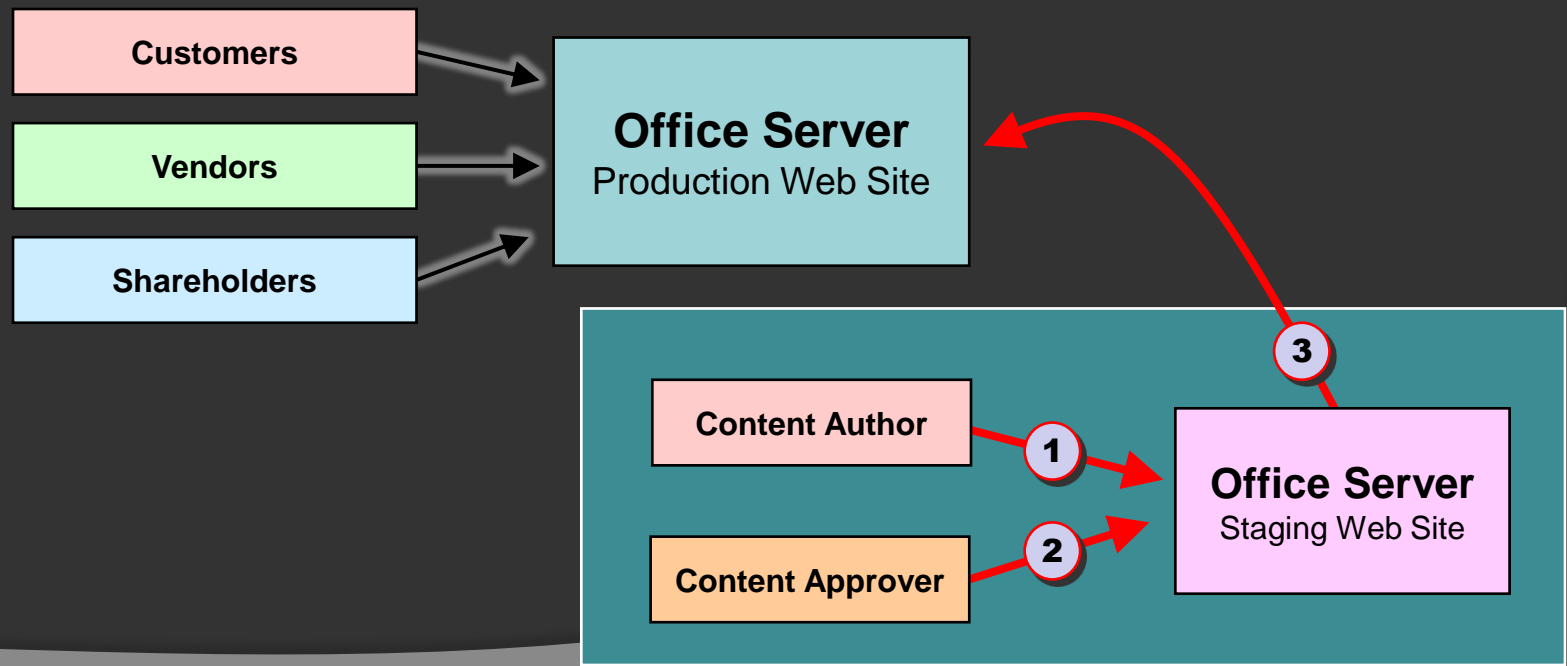 Customers
Vendors
Shareholders
Office Server
Production Web Site
3
Content Author
1
Content Approver
2
Office Server
Staging Web Site